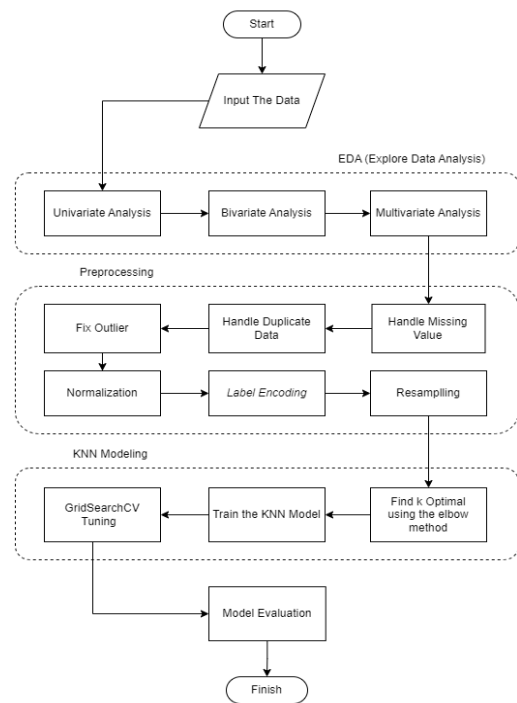 Start
Input The Data
EDA (Explore Data Analysis)
Univariate Analysis
Bivariate Analysis
Multivariate Analysis
Preprocessing
Handle Missing
Value
Handle Duplicate
Data
Fix Outlier
Normalization
Label Encoding
Resamplling
KNN Modeling
Find k Optimal
using the elbow
method
Train the KNN Model
GridSearchCV
Tuning
Model Evaluation
Finish